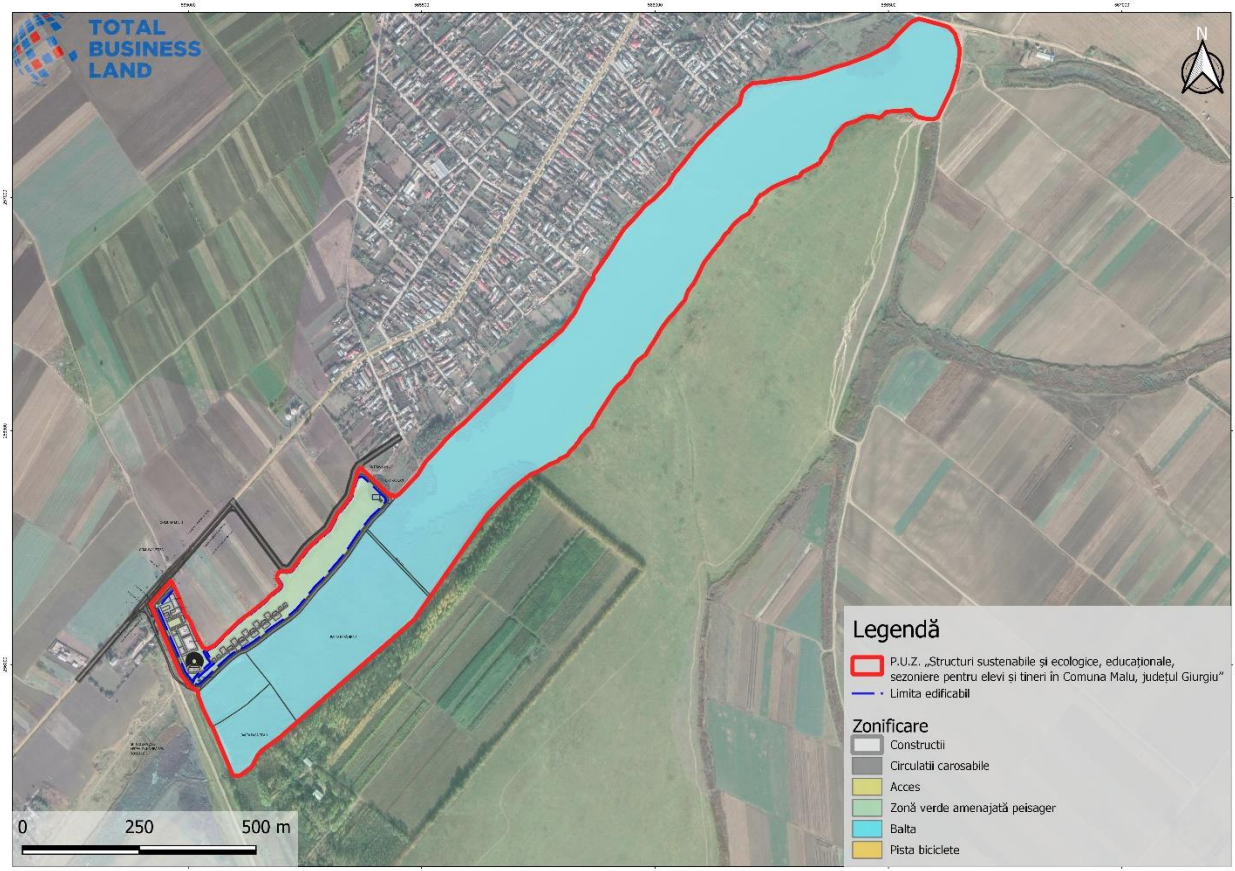 TOTAL
BUSINESS
LAND
N
Legendă
P.U.Z. „Structuri sustenabile și ecologice, educaționale,
sezoniere pentru elevi și tineri în Comuna Malu, județul Giurgiu”
Limita edificabil
Zonificare
Constructii
Circulatii carosabile
Acces
Zonă verde amenajată peisager
Balta
Pista biciclete
0 250 500 m